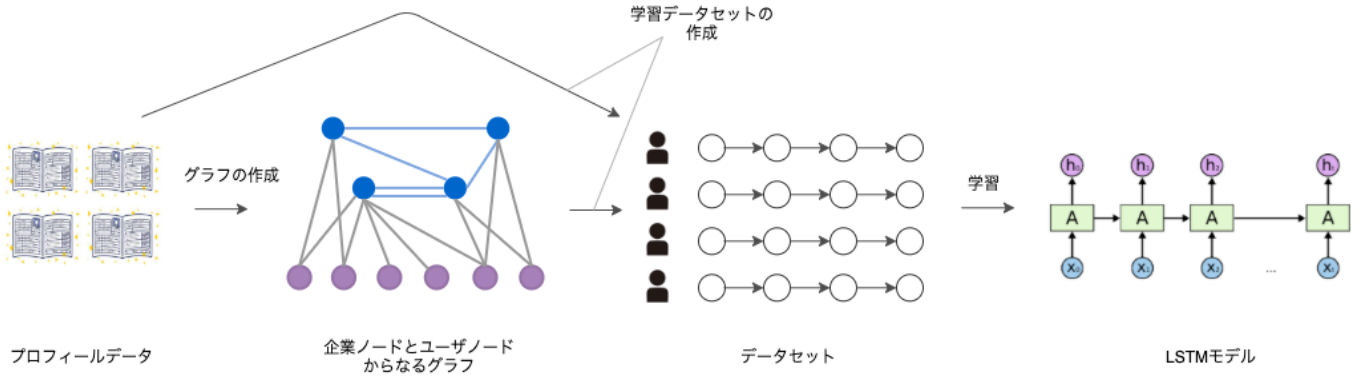 学習データセットの
作成
グラフの作成
学習
h₀ h₁ h₂ hₜ
A A A A
x₀ x₁ x₂ ... xₜ
プロフィールデータ
企業ノードとユーザノード
からなるグラフ
データセット
LSTMモデル